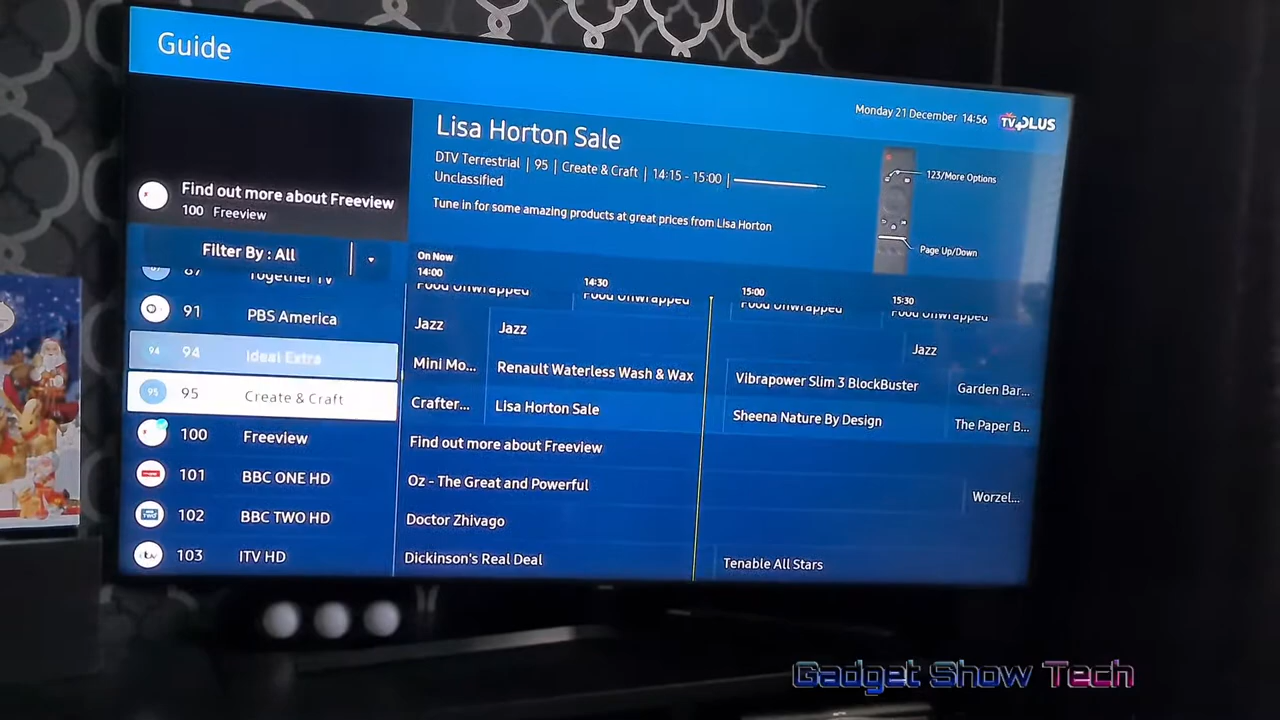 Guide
Monday 21 December 14:56 TV PLUS
Lisa Horton Sale
DTV Terrestrial | 95 | Create & Craft | 14:15 - 15:00 |
Unclassified
Tune in for some amazing products at great prices from Lisa Horton
123/More Options
Page Up/Down
Find out more about Freeview
100 Freeview
Filter By : All
On Now
14:00 14:30 15:00 15:30
87 Together TV Food Unwrapped Food Unwrapped Food Unwrapped Food Unwrapped
91 PBS America Jazz Jazz Jazz
94 94 Ideal Extra Mini Mo... Renault Waterless Wash & Wax Vibrapower Slim 3 BlockBuster Garden Bar...
95 95 Create & Craft Crafter... Lisa Horton Sale Sheena Nature By Design The Paper B...
100 Freeview Find out more about Freeview
101 BBC ONE HD Oz - The Great and Powerful Worzel...
102 BBC TWO HD Doctor Zhivago
itv 103 ITV HD Dickinson's Real Deal Tenable All Stars
Gadget Show Tech